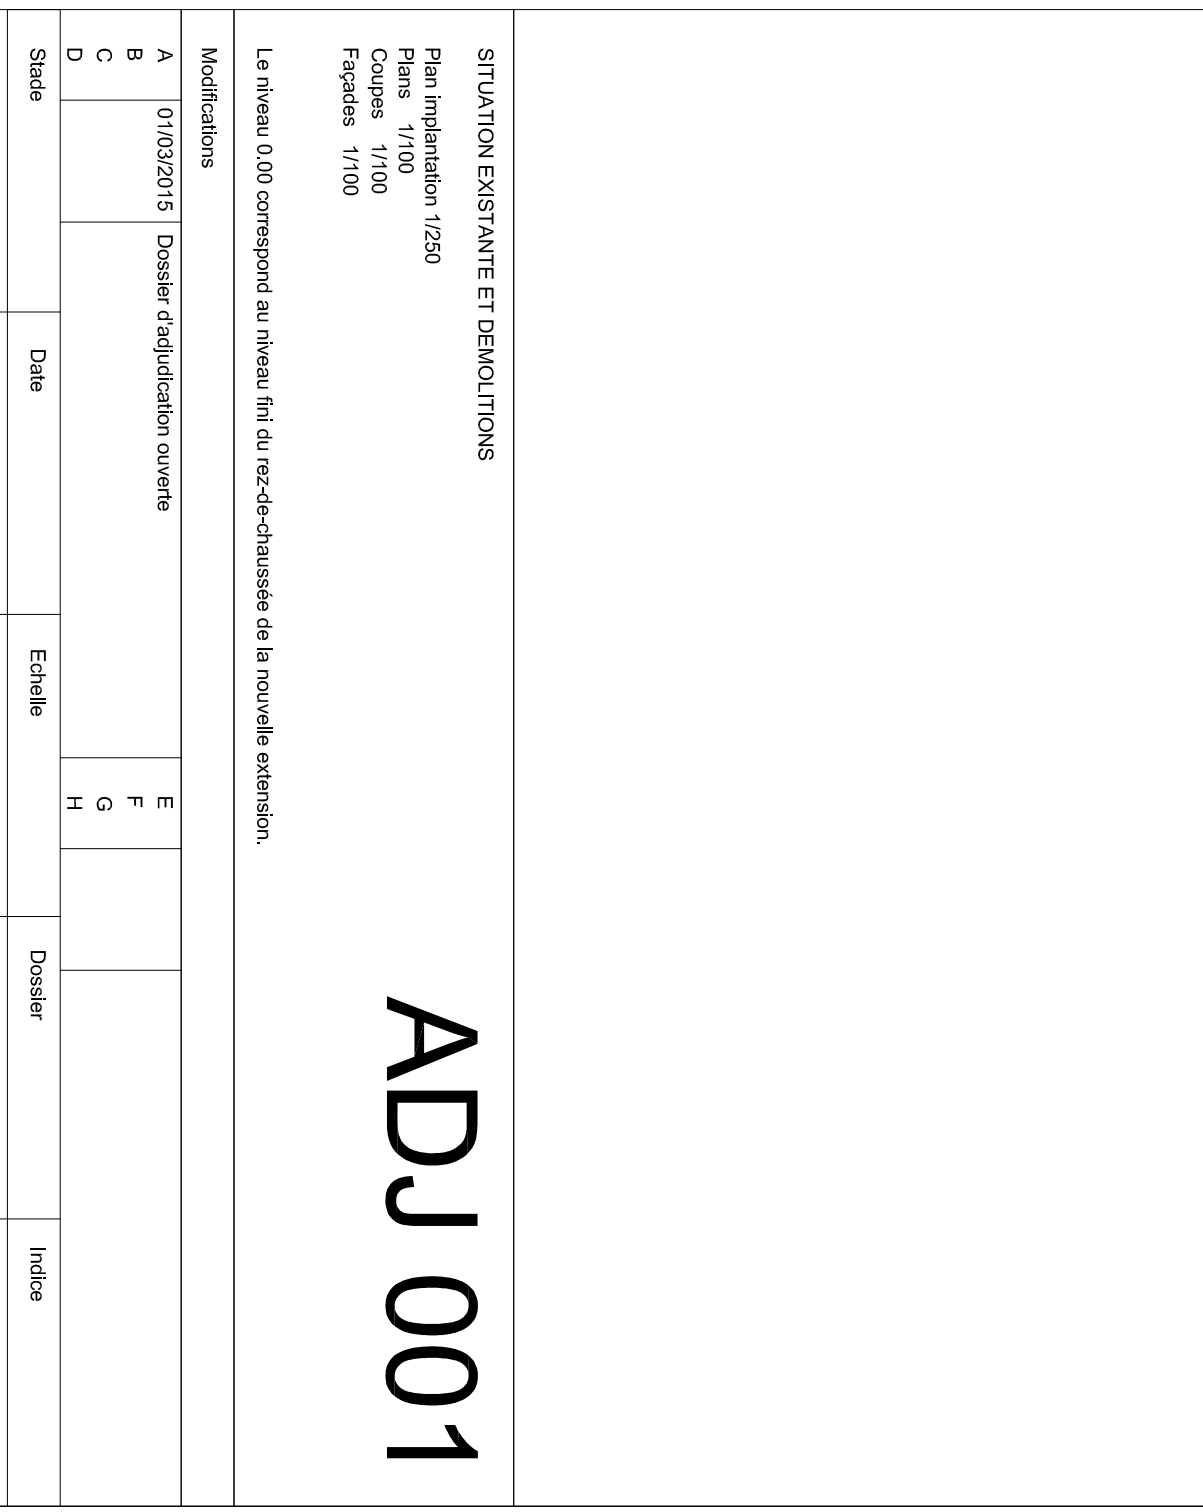 SITUATION EXISTANTE ET DEMOLITIONS
Plan implantation 1/250
Plans 1/100
Coupes 1/100
Façades 1/100
ADJ 001
Le niveau 0.00 correspond au niveau fini du rez-de-chaussée de la nouvelle extension.
Modifications
A 01/03/2015 Dossier d'adjudication ouverte E
B F
C G
D H
Stade Date Echelle Dossier Indice